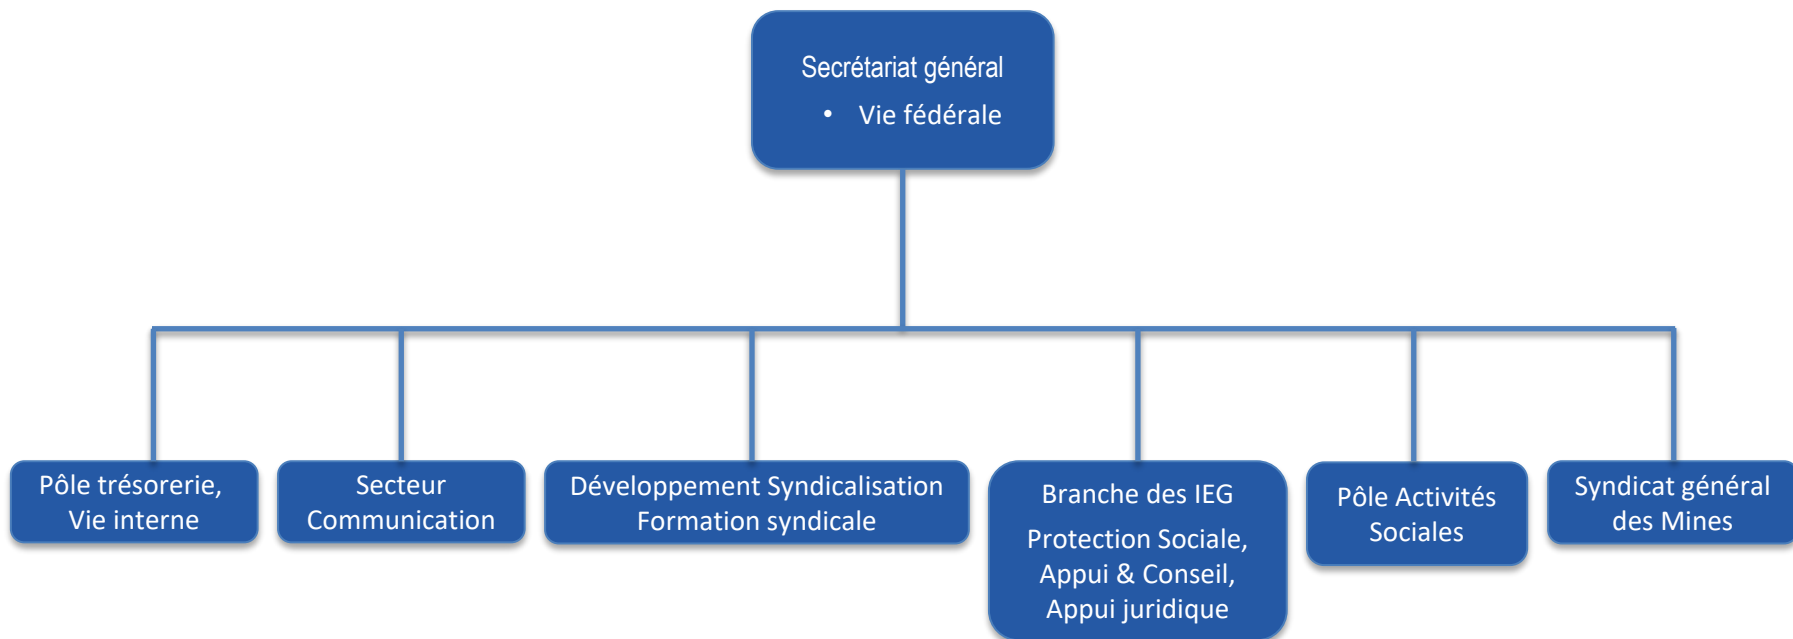 Secrétariat général
• Vie fédérale
Pôle trésorerie,
Vie interne
Secteur
Communication
Développement Syndicalisation
Formation syndicale
Branche des IEG
Protection Sociale,
Appui & Conseil,
Appui juridique
Pôle Activités
Sociales
Syndicat général
des Mines